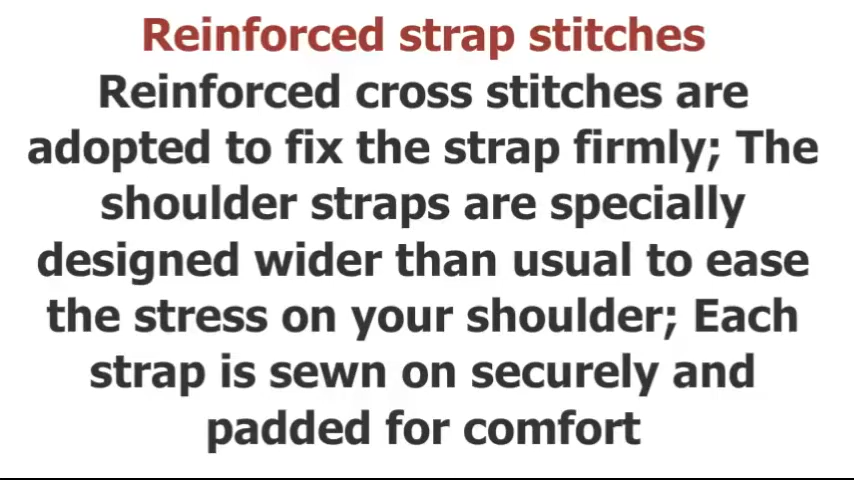 Reinforced strap stitches
Reinforced cross stitches are
adopted to fix the strap firmly; The
shoulder straps are specially
designed wider than usual to ease
the stress on your shoulder; Each
strap is sewn on securely and
padded for comfort